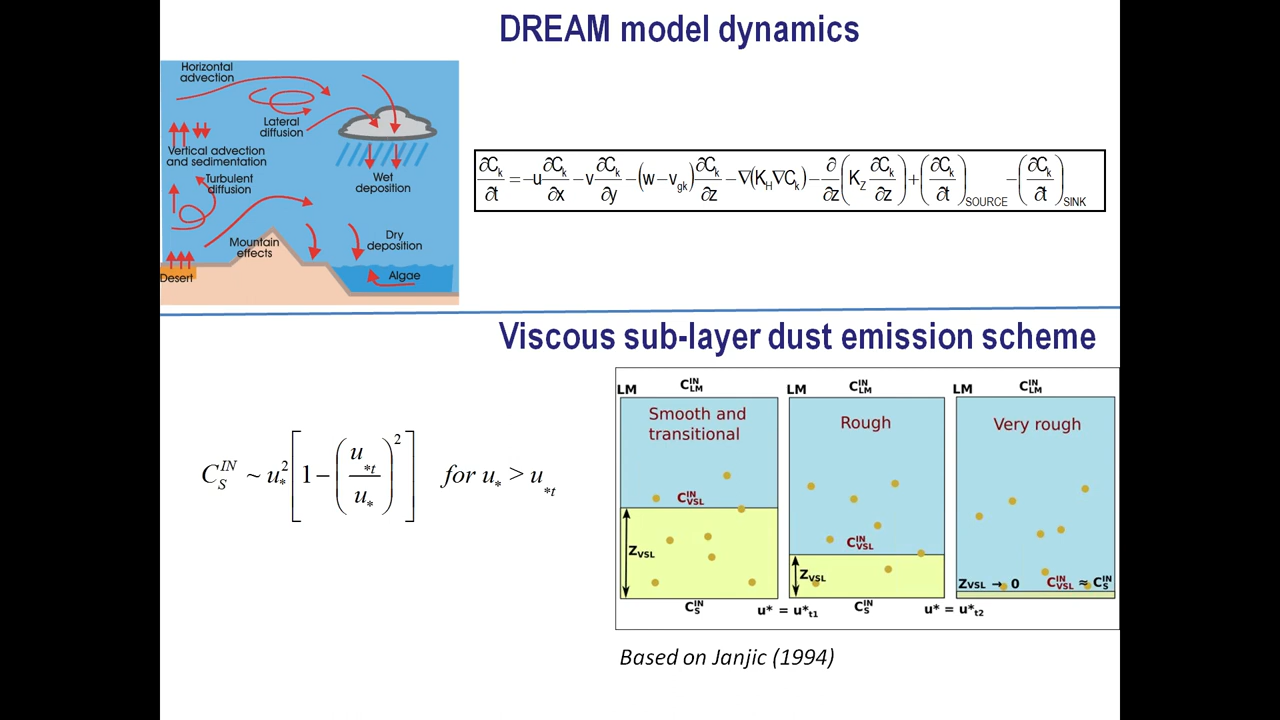 DREAM model dynamics
Horizontal
advection
Lateral
diffusion
Vertical advection
and sedimentation
Turbulent
diffusion
Wet
deposition
Mountain
effects
Dry
deposition
Desert
Algae
∂C_k/∂t = −u ∂C_k/∂x − v ∂C_k/∂y − (w − v_gk) ∂C_k/∂z − ∇(K_H ∇C_k) − ∂/∂z (K_Z ∂C_k/∂z) + (∂C_k/∂t)_SOURCE − (∂C_k/∂t)_SINK
Viscous sub-layer dust emission scheme
C_S^IN ~ u_*^2 [1 − (u_*t / u_*)^2] for u_* > u_*t
LM C_LM^IN
Smooth and
transitional
C_VSL^IN
Z_VSL
C_S^IN
LM C_LM^IN
Rough
C_VSL^IN
Z_VSL
C_S^IN
LM C_LM^IN
Very rough
Z_VSL → 0 C_VSL^IN ≈ C_S^IN
u* = u*_t1
u* = u*_t2
Based on Janjic (1994)